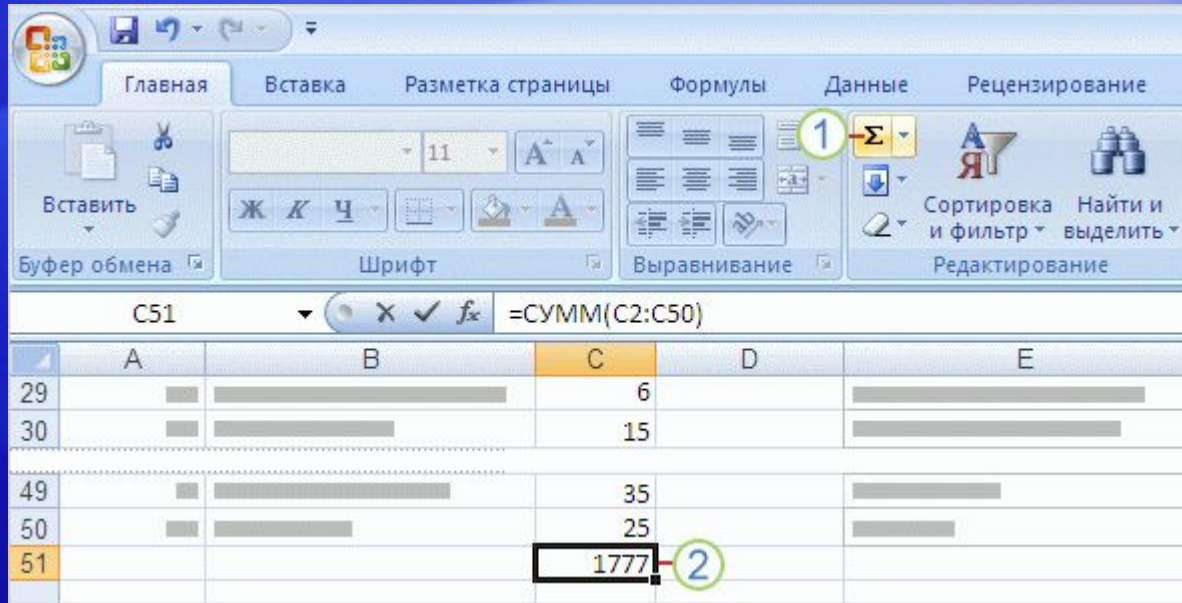 Главная Вставка Разметка страницы Формулы Данные Рецензирование
11 A A 1 Σ А Я
Вставить Ж К Ч A Сортировка и фильтр Найти и выделить
Буфер обмена Шрифт Выравнивание Редактирование
C51 fx =СУММ(C2:C50)
A B C D E
29 6
30 15
49 35
50 25
51 1777 2